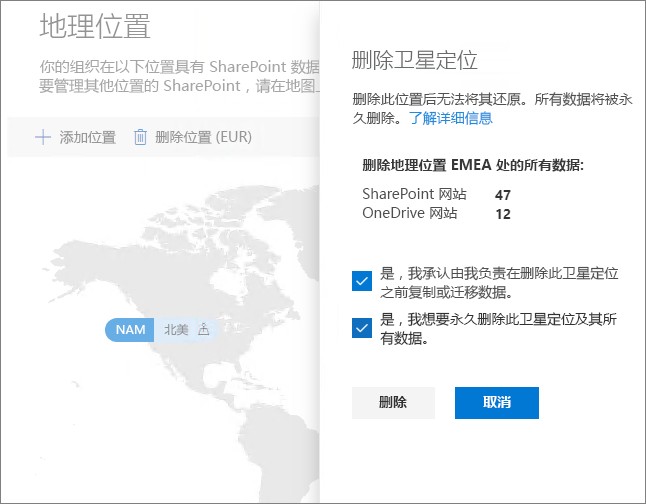 地理位置
你的组织在以下位置具有 SharePoint 数据
要管理其他位置的 SharePoint，请在地图上
添加位置 删除位置 (EUR)
NAM 北美
删除卫星定位
删除此位置后无法将其还原。所有数据将被永
久删除。了解详细信息
删除地理位置 EMEA 处的所有数据:
SharePoint 网站 47
OneDrive 网站 12
是，我承认由我负责在删除此卫星定位
之前复制或迁移数据。
是，我想要永久删除此卫星定位及其所
有数据。
删除 取消